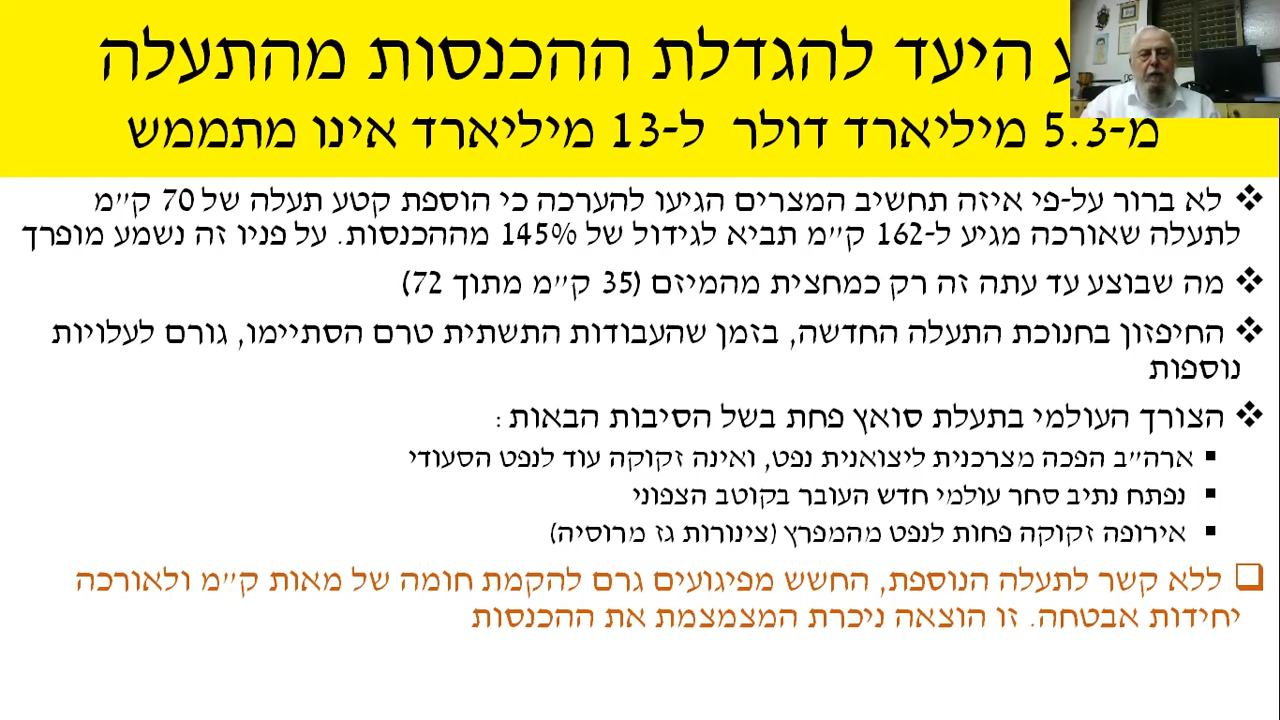 היעד להגדלת ההכנסות מהתעלה
מ-5.3 מיליארד דולר ל-13 מיליארד אינו מתממש
❖ לא ברור על-פי איזה תחשיב המצרים הגיעו להערכה כי הוספת קטע תעלה של 70 ק״מ
לתעלה שאורכה מגיע ל-162 ק״מ תביא לגידול של 145% מההכנסות. על פניו זה נשמע מופרך
❖ מה שבוצע עד עתה זה רק כמחצית מהמיזם (35 ק״מ מתוך 72)
❖ החיפזון בחנוכת התעלה החדשה, בזמן שהעבודות התשתית טרם הסתיימו, גורם לעלויות
נוספות
❖ הצורך העולמי בתעלת סואץ פחת בשל הסיבות הבאות :
▪ ארה״ב הפכה מצרכנית ליצואנית נפט, ואינה זקוקה עוד לנפט הסעודי
▪ נפתח נתיב סחר עולמי חדש העובר בקוטב הצפוני
▪ אירופה זקוקה פחות לנפט מהמפרץ (צינורות גז מרוסיה)
❑ ללא קשר לתעלה הנוספת, החשש מפיגועים גרם להקמת חומה של מאות ק״מ ולאורכה
יחידות אבטחה. זו הוצאה ניכרת המצמצמת את ההכנסות